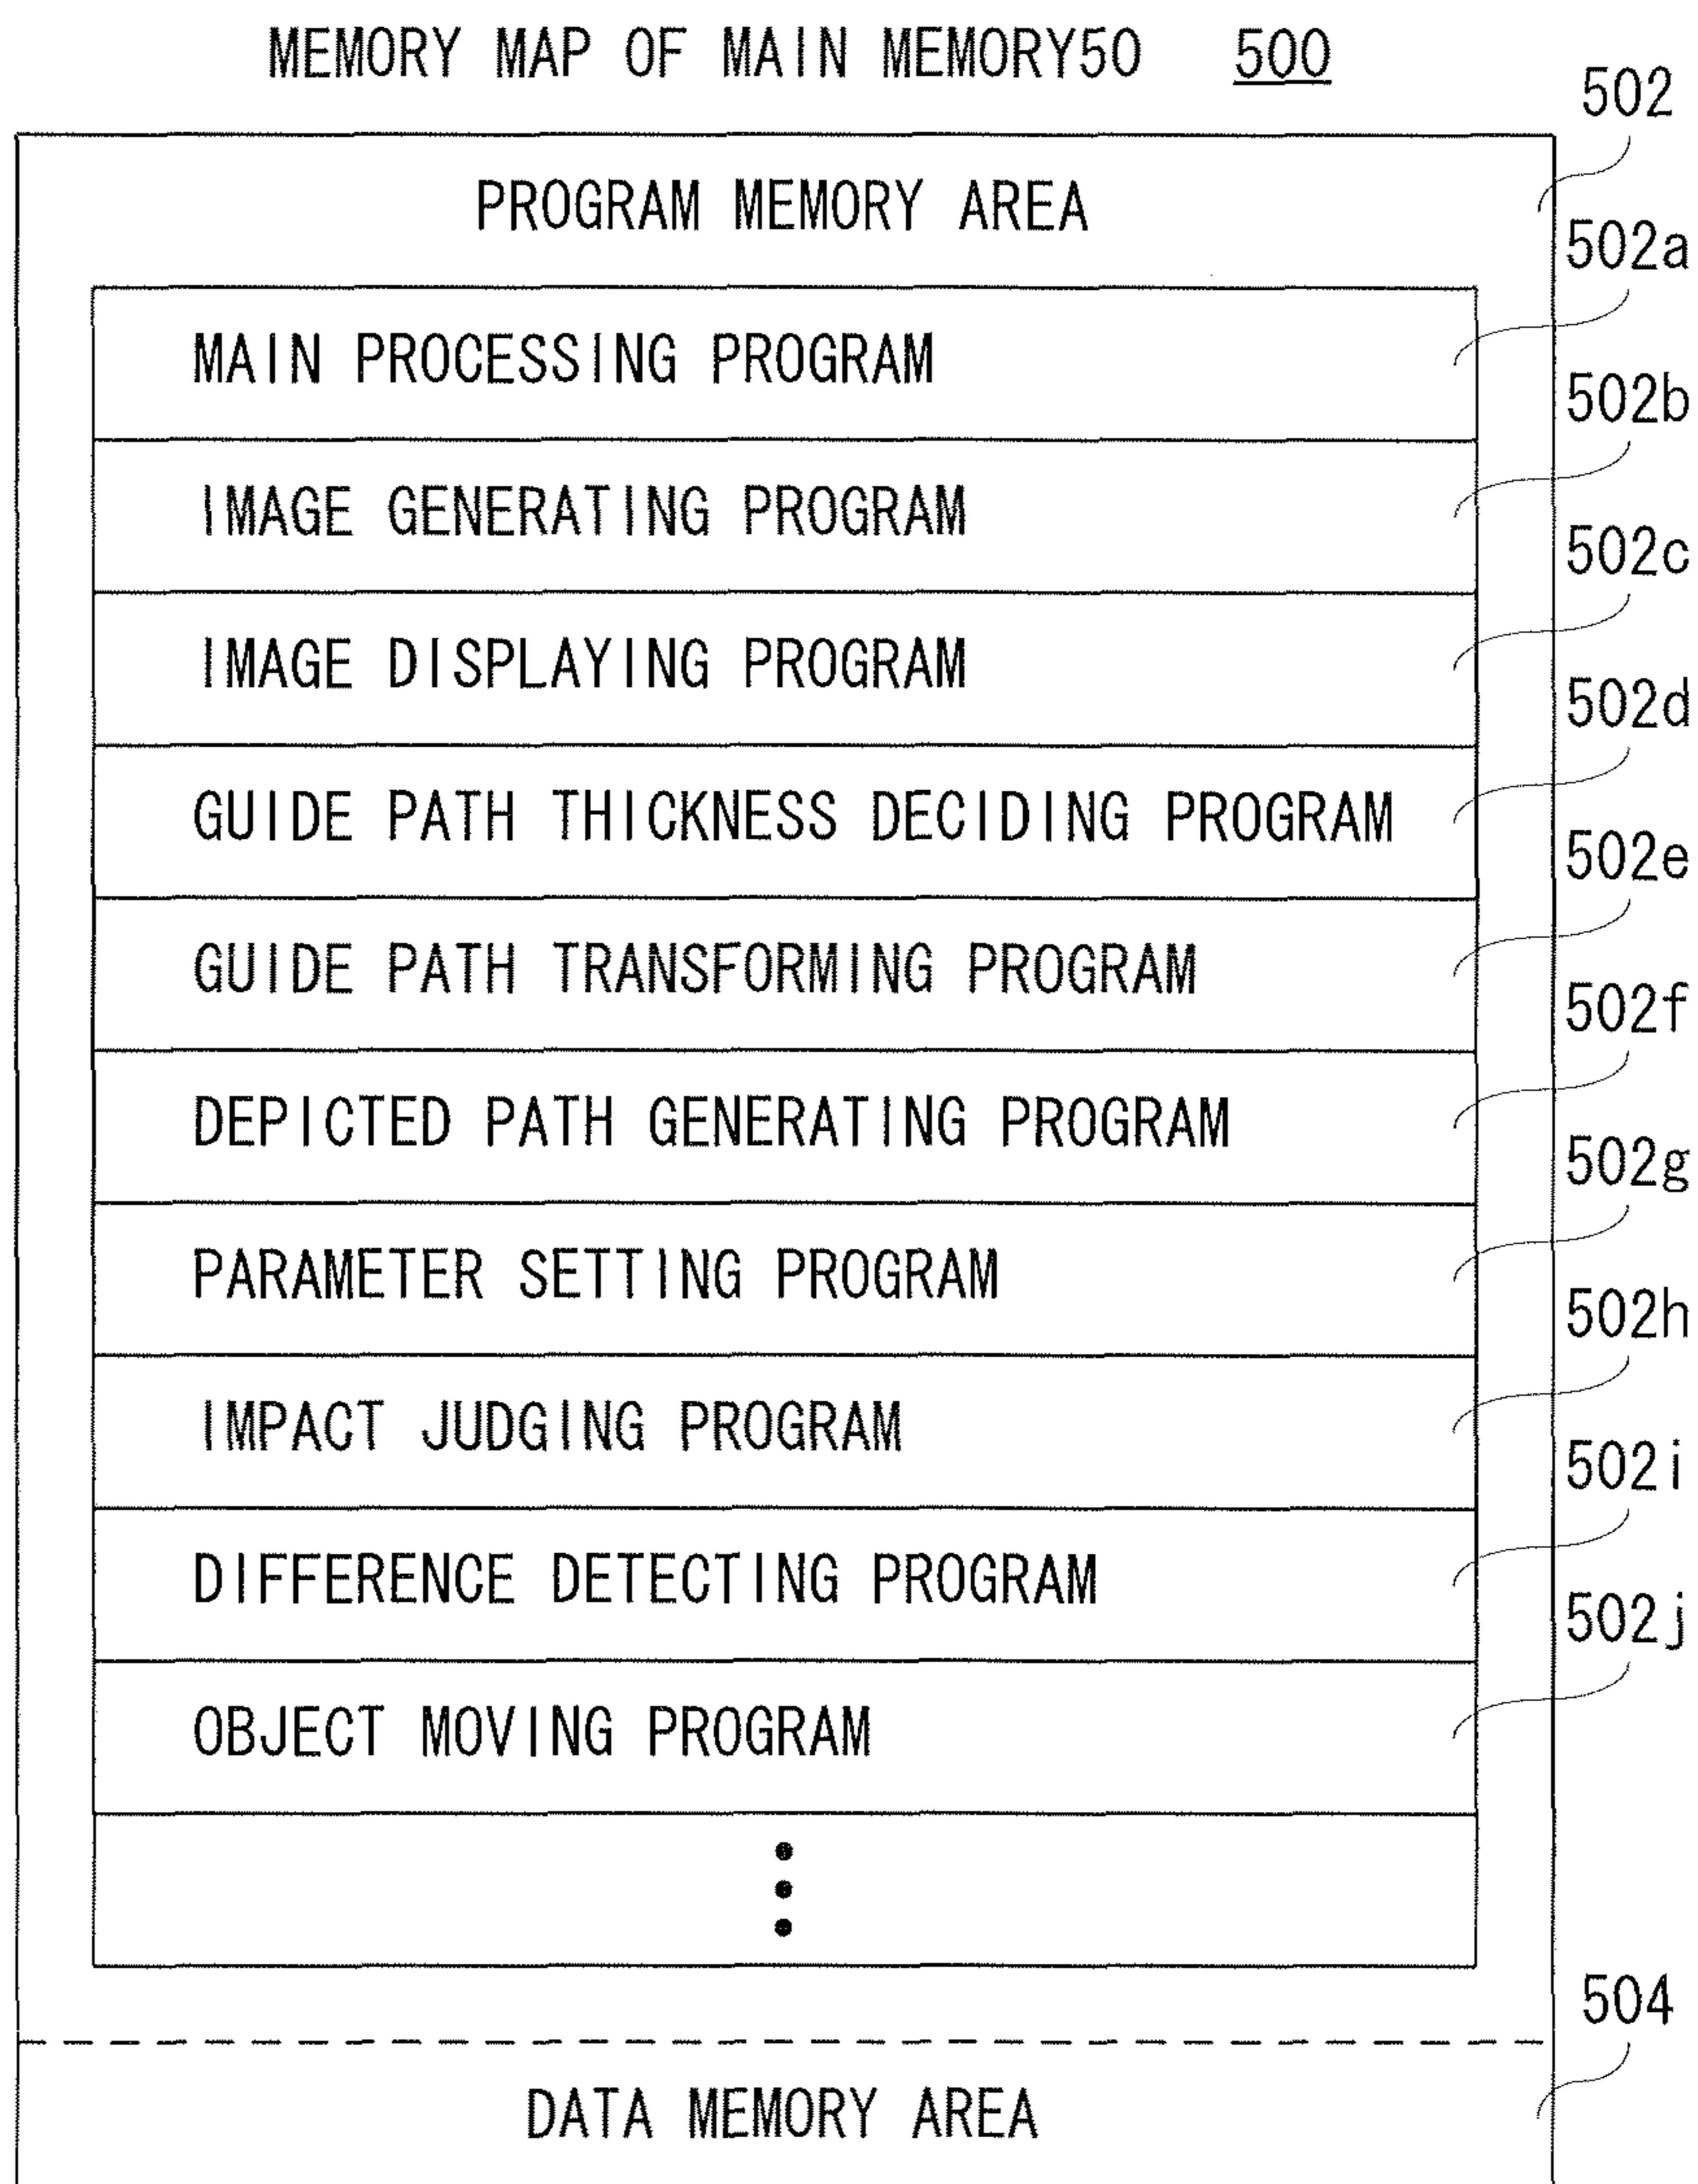 MEMORY MAP OF MAIN MEMORY50 500
502
PROGRAM MEMORY AREA
502a
MAIN PROCESSING PROGRAM
502b
IMAGE GENERATING PROGRAM
502c
IMAGE DISPLAYING PROGRAM
502d
GUIDE PATH THICKNESS DECIDING PROGRAM
502e
GUIDE PATH TRANSFORMING PROGRAM
502f
DEPICTED PATH GENERATING PROGRAM
502g
PARAMETER SETTING PROGRAM
502h
IMPACT JUDGING PROGRAM
502i
DIFFERENCE DETECTING PROGRAM
502j
OBJECT MOVING PROGRAM
504
DATA MEMORY AREA